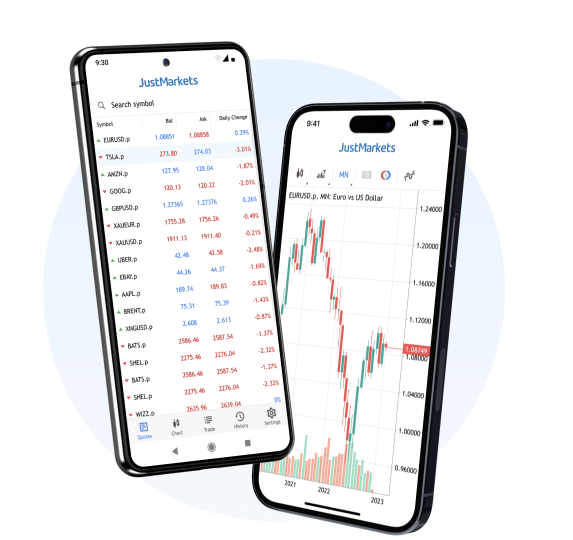 9:30
JustMarkets
Search symbol
Symbol Bid Ask Daily Change
EURUSD.p 1.08851 1.08858 0.29%
TSLA.p 273.80 274.03 -3.01%
AMZN.p 127.95 128.04 -1.87%
GOOG.p 120.13 120.22 -2.01%
GBPUSD.p 1.27365 1.27376 0.26%
XAUEUR.p 1755.28 1756.26 -0.49%
XAUUSD.p 1911.13 1911.40 -0.21%
UBER.p 42.48 42.58 -2.48%
EBAY.p 44.26 44.37 -1.69%
AAPL.p 189.74 189.83 -0.82%
BRENT.p 75.31 75.39 -1.42%
XNGUSD.p 2.608 2.613 -0.87%
BATS.p 2586.46 2587.54 -1.37%
SHEL.p 2275.46 2276.04 -2.32%
BATS.p 2586.46 2587.54 -1.37%
SHEL.p 2275.46 2276.04 -2.32%
WIZZ.p 2635.96 2639.04 0%
Quotes Chart Trade History Settings
9:41
JustMarkets
MN
EURUSD.p, MN: Euro vs US Dollar
1.24000
1.20000
1.16000
1.12000
1.08749
1.08000
1.04000
1.00000
0.96000
2021 2022 2023